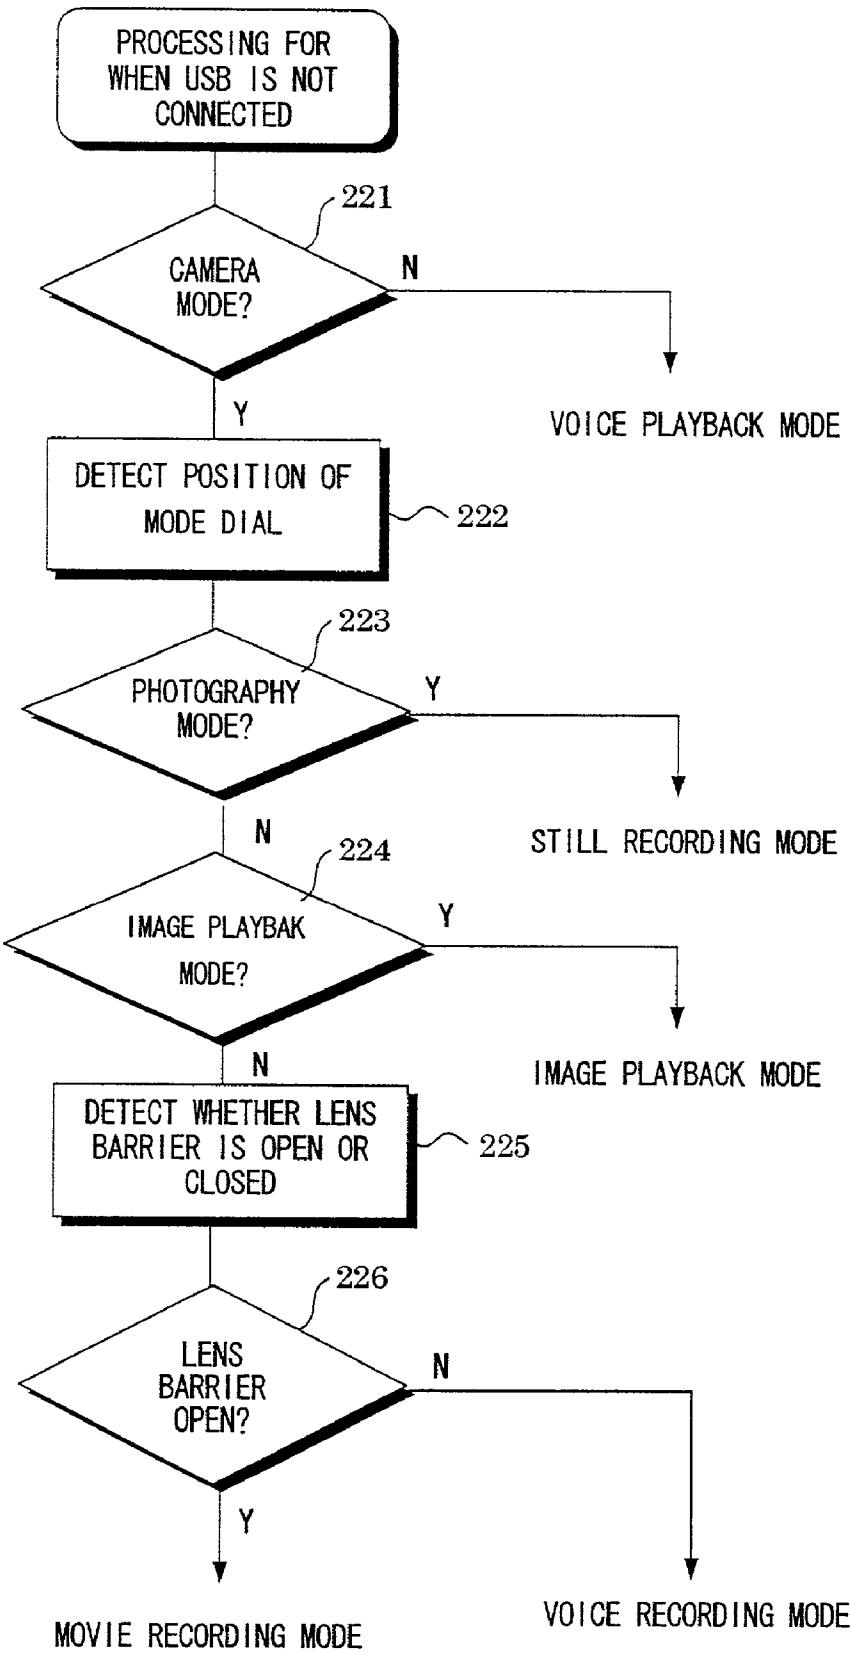 PROCESSING FOR
WHEN USB IS NOT
CONNECTED
221
CAMERA
MODE?
N
VOICE PLAYBACK MODE
Y
DETECT POSITION OF
MODE DIAL
222
223
PHOTOGRAPHY
MODE?
Y
STILL RECORDING MODE
N
224
IMAGE PLAYBAK
MODE?
Y
IMAGE PLAYBACK MODE
N
DETECT WHETHER LENS
BARRIER IS OPEN OR
CLOSED
225
226
LENS
BARRIER
OPEN?
N
Y
VOICE RECORDING MODE
MOVIE RECORDING MODE